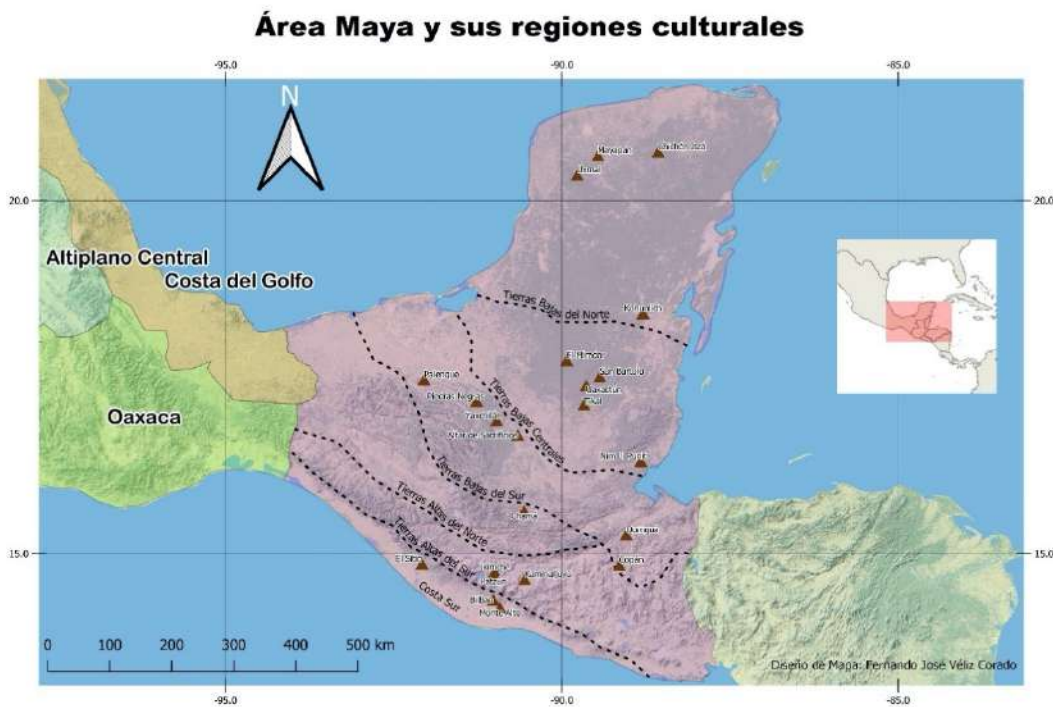 Área Maya y sus regiones culturales
-95.0
-90.0
-85.0
N
Mayapán
Chichén Itzá
Uxmal
20.0
20.0
Altiplano Central
Costa del Golfo
Tierras Bajas del Norte
Kohunlich
El Mirador
San Bartolo
Uaxactún
Tikal
Palenque
Piedras Negras
Yaxchilán
Altar de Sacrificios
Tierras Bajas Centrales
Oaxaca
Nim Li Punit
Tierras Bajas del Sur
Tierras Altas del Norte
Chamá
Quiriguá
15.0
15.0
Tierras Altas del Sur
El Sitio
Copán
Iximché
Kaminaljuyú
Costa Sur
Bilbao
Monte Alto
0
100
200
300
400
500 km
Diseño de Mapa: Fernando José Véliz Corado
-95.0
-90.0
-85.0